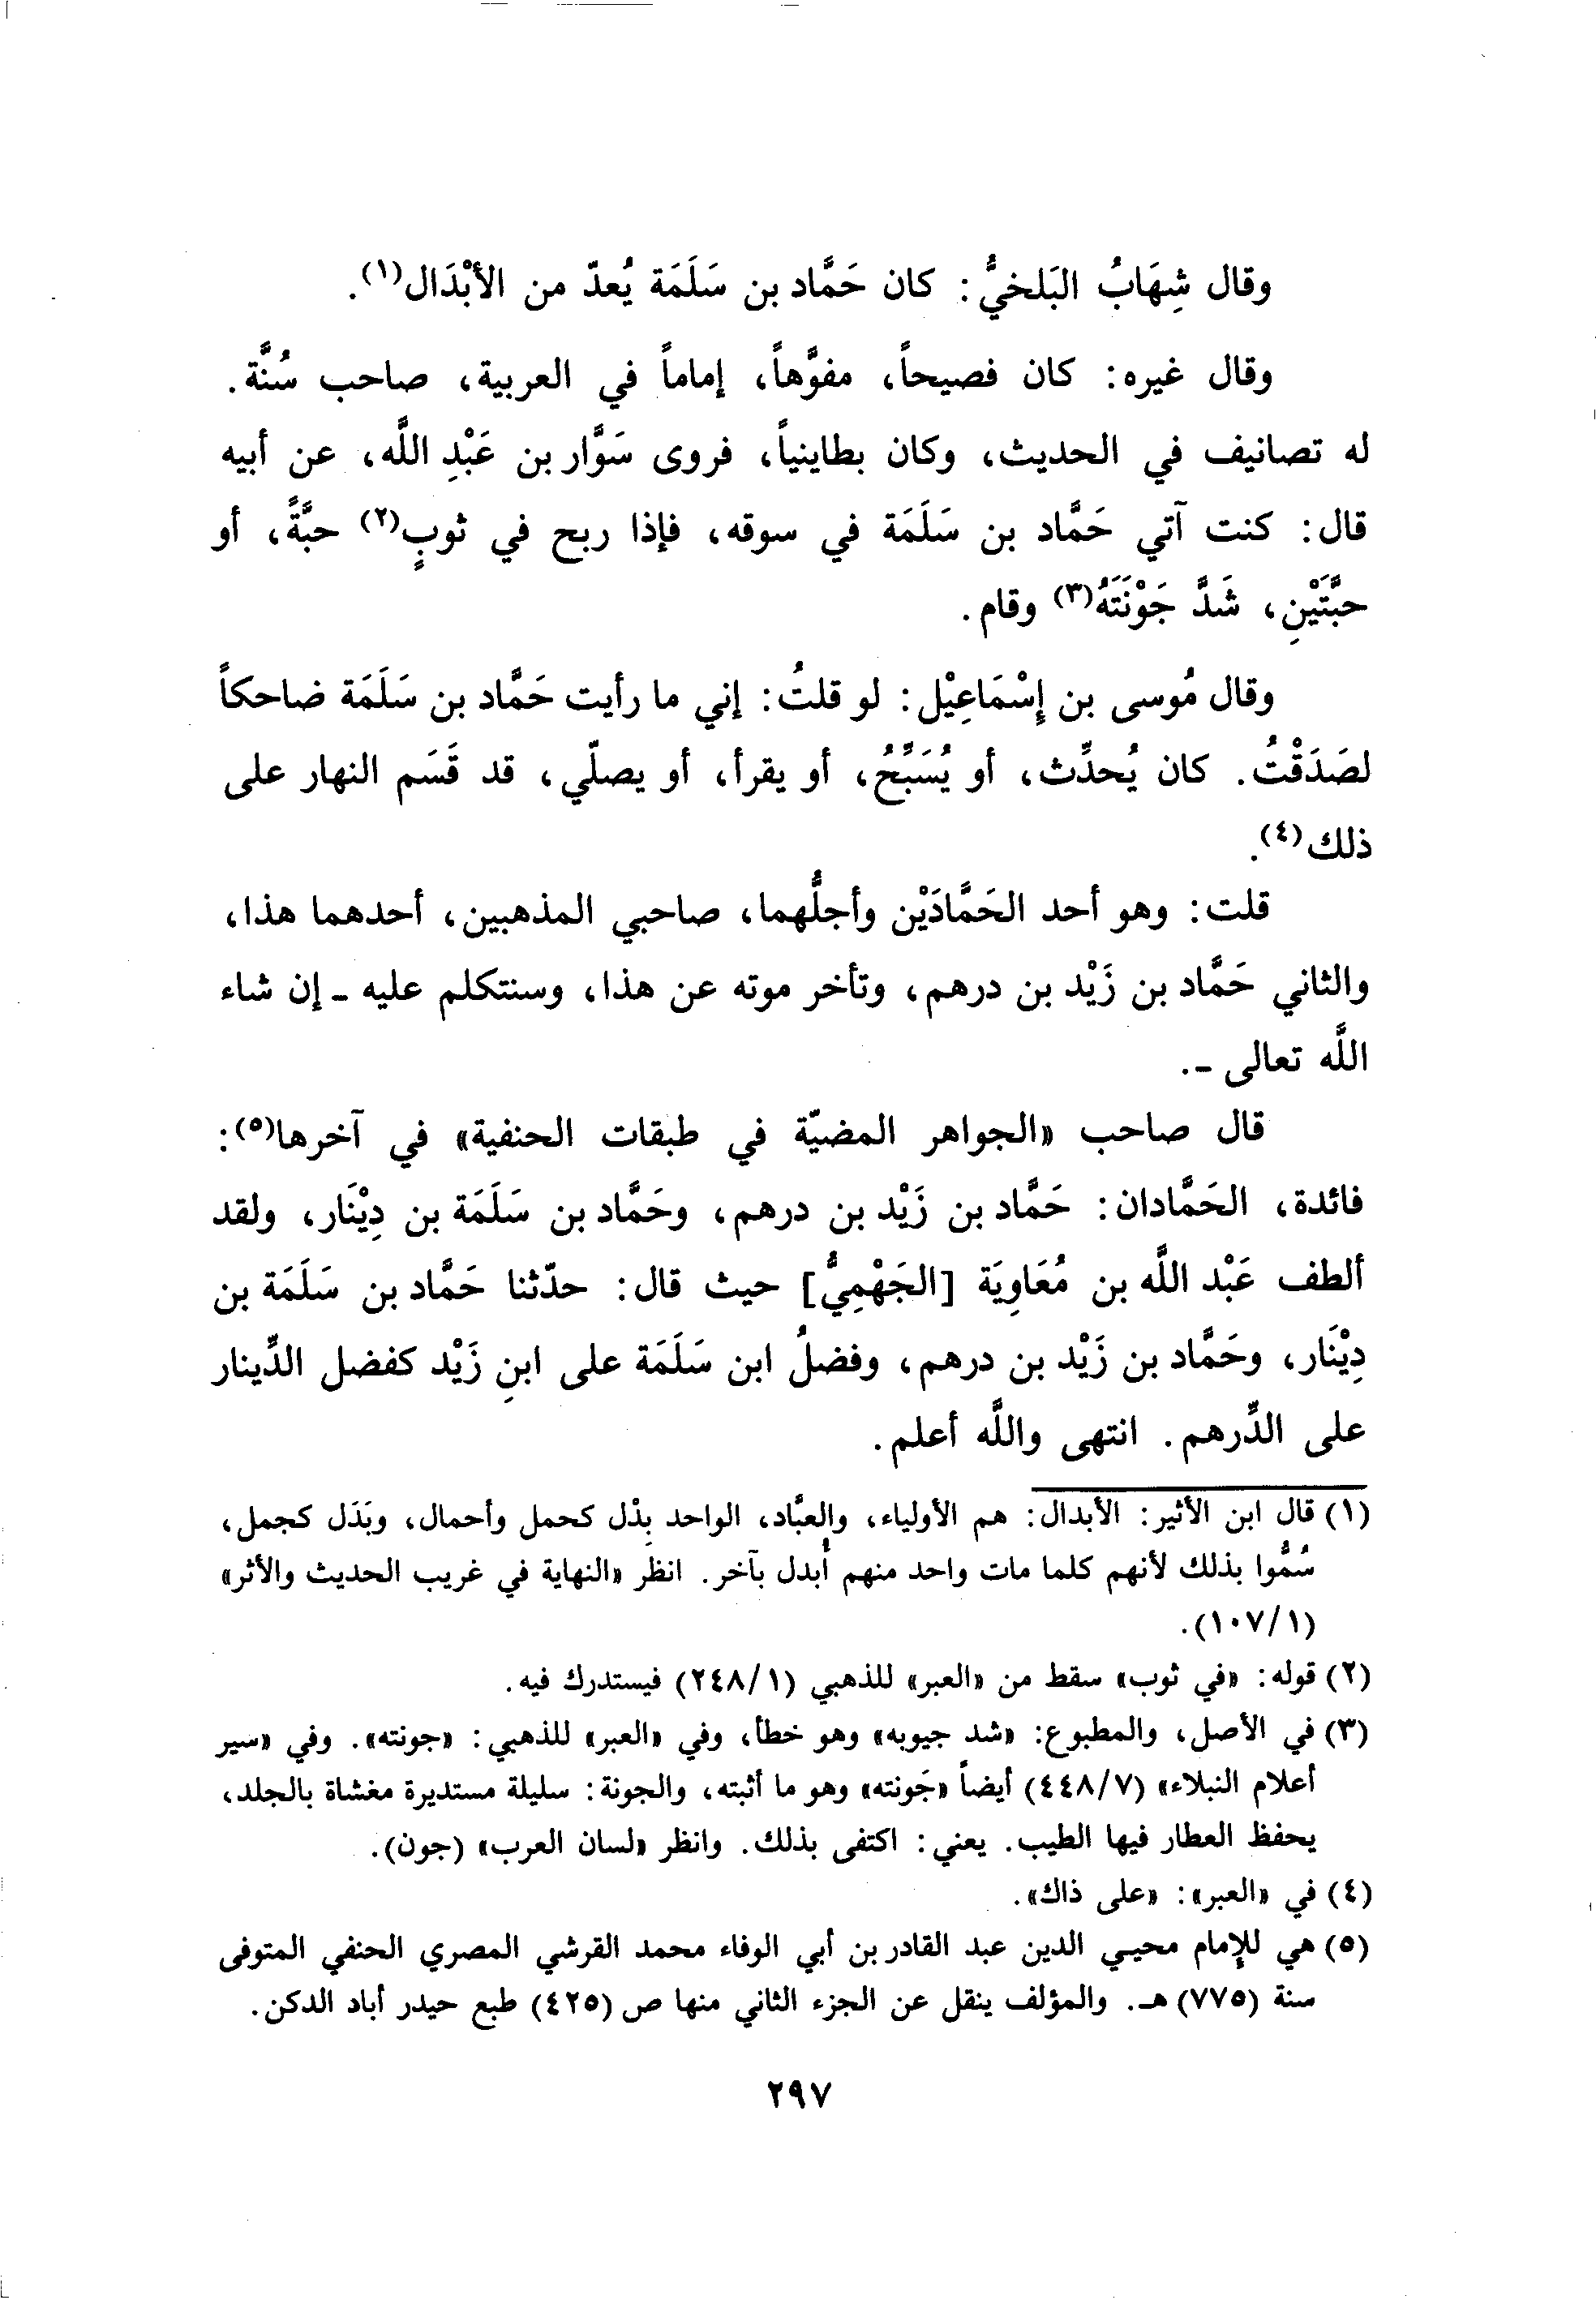 وقال شِهَابُ البَلخيُّ: كان حَمَّاد بن سَلَمَة يُعدّ من الأبْدَال(١).
وقال غيره: كان فصيحاً، مفوَّهاً، إماماً في العربية، صاحب سُنَّة.
له تصانيف في الحديث، وكان بطاينياً، فروى سَوَّار بن عَبْدِ اللَّه، عن أبيه
قال: كنت آتي حَمَّاد بن سَلَمَة في سوقه، فإذا ربح في ثوبٍ(٢) حبَّةً، أو
حبَّتَيْنِ، شَدَّ جَوْنَتَهُ(٣) وقام.
وقال مُوسى بن إِسْمَاعِيْل: لو قلتُ: إني ما رأيت حَمَّاد بن سَلَمَة ضاحكاً
لصَدَقْتُ. كان يُحدِّث، أو يُسَبِّحُ، أو يقرأ، أو يصلّي، قد قَسَم النهار على
ذلك(٤).
قلت: وهو أحد الحَمَّادَيْن وأجلُّهما، صاحبي المذهبين، أحدهما هذا،
والثاني حَمَّاد بن زَيْد بن درهم، وتأخر موته عن هذا، وسنتكلم عليه ـ إن شاء
اللَّه تعالى ـ.
قال صاحب «الجواهر المضيّة في طبقات الحنفية» في آخرها(٥):
فائدة، الحَمَّادان: حَمَّاد بن زَيْد بن درهم، وحَمَّاد بن سَلَمَة بن دِيْنَار، ولقد
ألطف عَبْد اللَّه بن مُعَاوِيَة [الجَهْمِيُّ] حيث قال: حدّثنا حَمَّاد بن سَلَمَة بن
دِيْنَار، وحَمَّاد بن زَيْد بن درهم، وفضلُ ابن سَلَمَة على ابنِ زَيْد كفضل الدِّينار
على الدِّرهم. انتهى واللَّه أعلم.
(١) قال ابن الأثير: الأبدال: هم الأولياء، والعبَّاد، الواحد بِدْل كحمل وأحمال، وبَدَل كجمل،
سُمُّوا بذلك لأنهم كلما مات واحد منهم أُبدل بآخر. انظر «النهاية في غريب الحديث والأثر»
(١٠٧/١).
(٢) قوله: «في ثوب» سقط من «العبر» للذهبي (٢٤٨/١) فيستدرك فيه.
(٣) في الأصل، والمطبوع: «شد جيوبه» وهو خطأ، وفي «العبر» للذهبي: «جونته». وفي «سير
أعلام النبلاء» (٤٤٨/٧) أيضاً «جَونته» وهو ما أثبته، والجونة: سليلة مستديرة مغشاة بالجلد،
يحفظ العطار فيها الطيب. يعني: اكتفى بذلك. وانظر «لسان العرب» (جون).
(٤) في «العبر»: «على ذاك».
(٥) هي للإمام محيي الدين عبد القادر بن أبي الوفاء محمد القرشي المصري الحنفي المتوفى
سنة (٧٧٥) هـ. والمؤلف ينقل عن الجزء الثاني منها ص (٤٢٥) طبع حيدر أباد الدكن.
٢٩٧